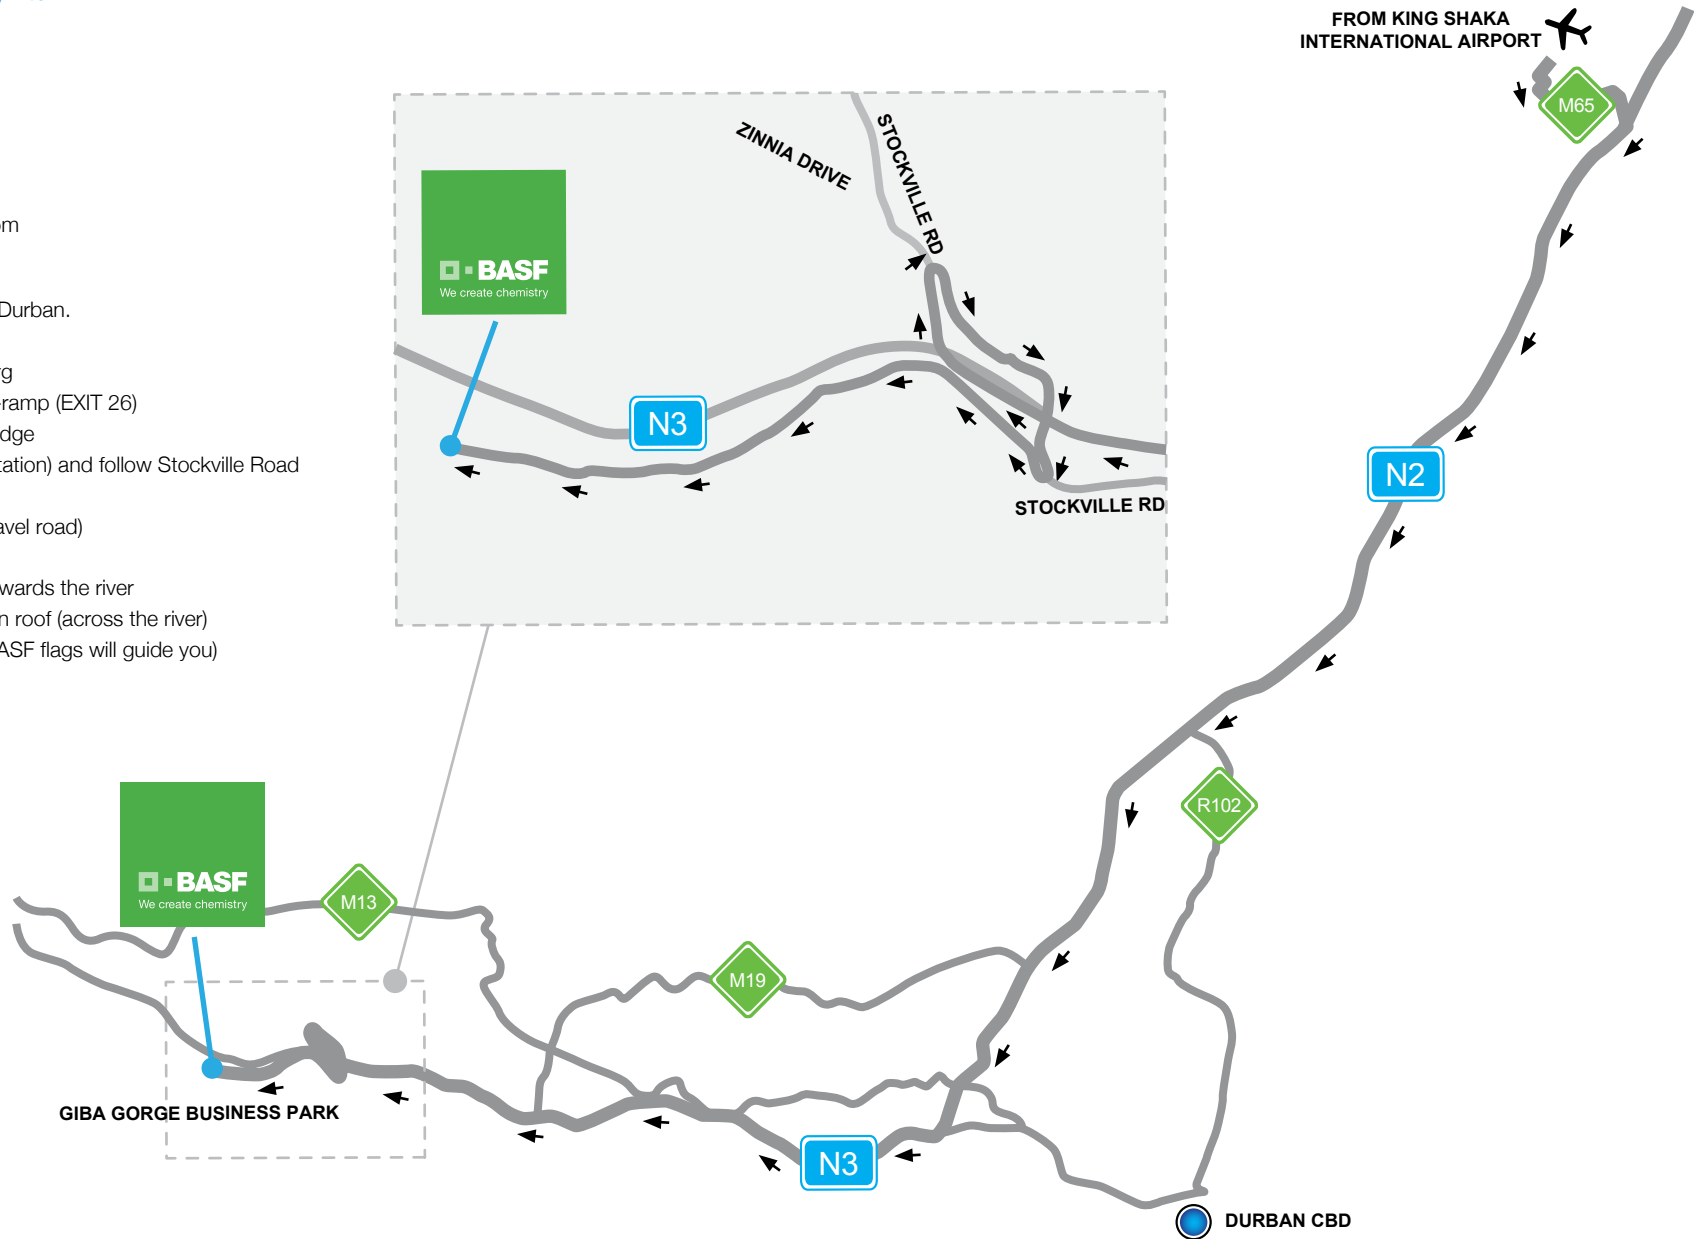 FROM KING SHAKA
INTERNATIONAL AIRPORT
M65
ZINNIA DRIVE
STOCKVILLE RD
BASF
We create chemistry
N3
STOCKVILLE RD
om
Durban.
rg
-ramp (EXIT 26)
dge
tation) and follow Stockville Road
avel road)
wards the river
n roof (across the river)
ASF flags will guide you)
N2
R102
BASF
We create chemistry
M13
M19
GIBA GORGE BUSINESS PARK
N3
DURBAN CBD